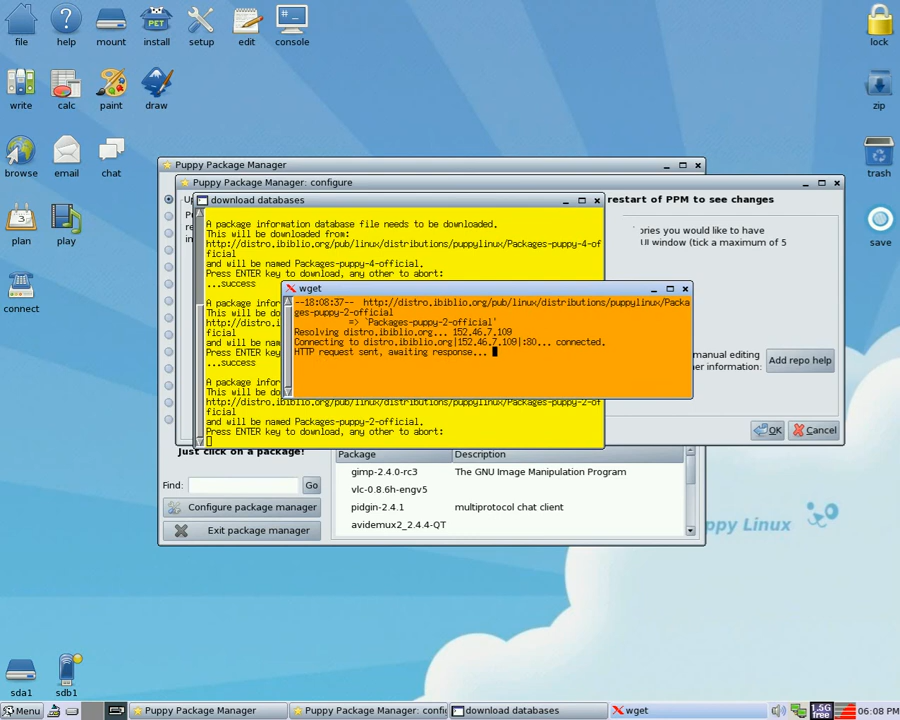 file help mount install setup edit console lock
PET
write calc paint draw zip
browse email chat trash
plan play save
connect
Puppy Package Manager
Puppy Package Manager: configure
download databases
restart of PPM to see changes
A package information database file needs to be downloaded.
This will be downloaded from:
http://distro.ibiblio.org/pub/linux/distributions/puppylinux/Packages-puppy-4-of
ficial
and will be named Packages-puppy-4-official.
Press ENTER key to download, any other to abort:
...success
ories you would like to have
UI window (tick a maximum of 5
A package infor
This will be do
http://distro.i
ficial
and will be nam
Press ENTER key
...success
A package infor
This will be do
http://distro.ibiblio.org/pub/linux/distributions/puppylinux/Packages-puppy-2-of
ficial
and will be named Packages-puppy-2-official.
Press ENTER key to download, any other to abort:
wget
--18:08:37-- http://distro.ibiblio.org/pub/linux/distributions/puppylinux/Packa
ges-puppy-2-official
=> `Packages-puppy-2-official'
Resolving distro.ibiblio.org... 152.46.7.109
Connecting to distro.ibiblio.org|152.46.7.109|:80... connected.
HTTP request sent, awaiting response...
manual editing
er information:
Add repo help
OK Cancel
Just click on a package!
Find: Go
Configure package manager
Exit package manager
Package Description
gimp-2.4.0-rc3 The GNU Image Manipulation Program
vlc-0.8.6h-engv5
pidgin-2.4.1 multiprotocol chat client
avidemux2_2.4.4-QT
ppy Linux
sda1 sdb1
Menu Puppy Package Manager Puppy Package Manager: confi download databases wget 1.5G free 06:08 PM